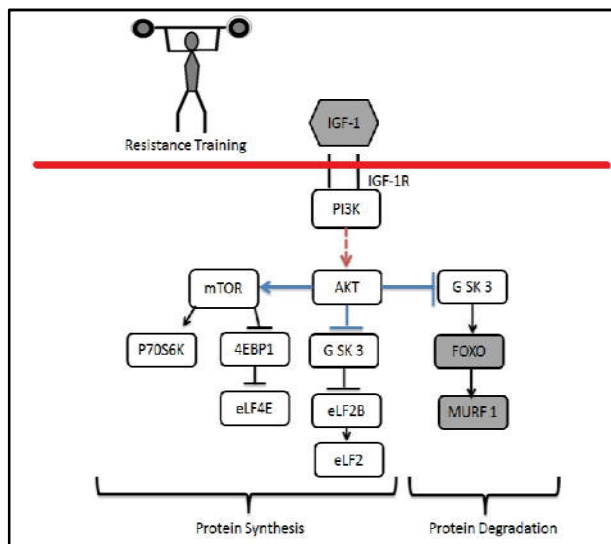 Resistance Training
IGF-1
IGF-1R
PI3K
mTOR
AKT
G SK 3
P70S6K
4EBP1
G SK 3
FOXO
eLF4E
eLF2B
MURF 1
eLF2
Protein Synthesis
Protein Degradation